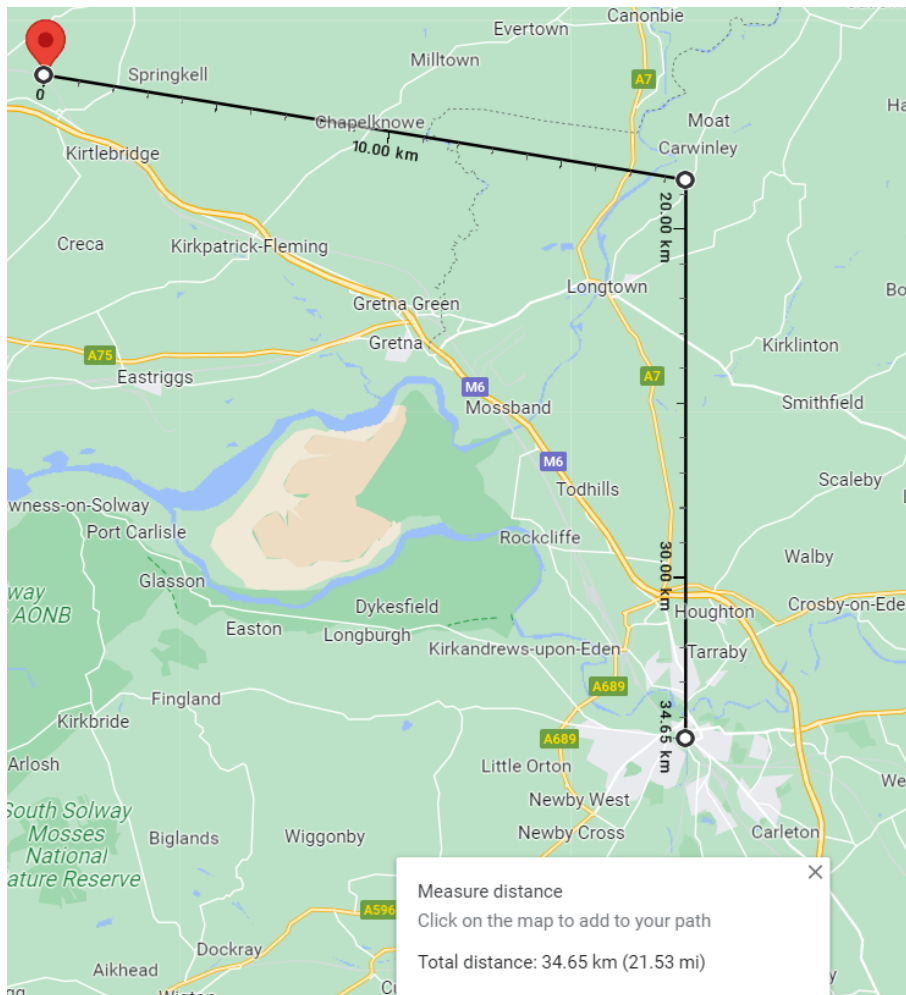 Canonbie
Evertown
Milltown
Springkell
A7
0
Chapelknowe
Moat
Kirtlebridge
10.00 km
Carwinley
20.00 km
Creca
Kirkpatrick-Fleming
Longtown
Gretna Green
Gretna
Kirklinton
A75
Eastriggs
A7
M6
Mossband
Smithfield
M6
Todhills
Scaleby
wness-on-Solway
Port Carlisle
Rockcliffe
Walby
30.00 km
Glasson
way
AONB
Dykesfield
Houghton
Crosby-on-Ede
Easton
Longburgh
Kirkandrews-upon-Eden
Tarraby
A689
Fingland
Kirkbride
34.65 km
A689
Arlosh
Little Orton
We
Newby West
South Solway
Mosses
National
ature Reserve
Biglands
Wiggonby
Newby Cross
Carleton
Measure distance
Click on the map to add to your path
A596
Total distance: 34.65 km (21.53 mi)
Dockray
Aikhead